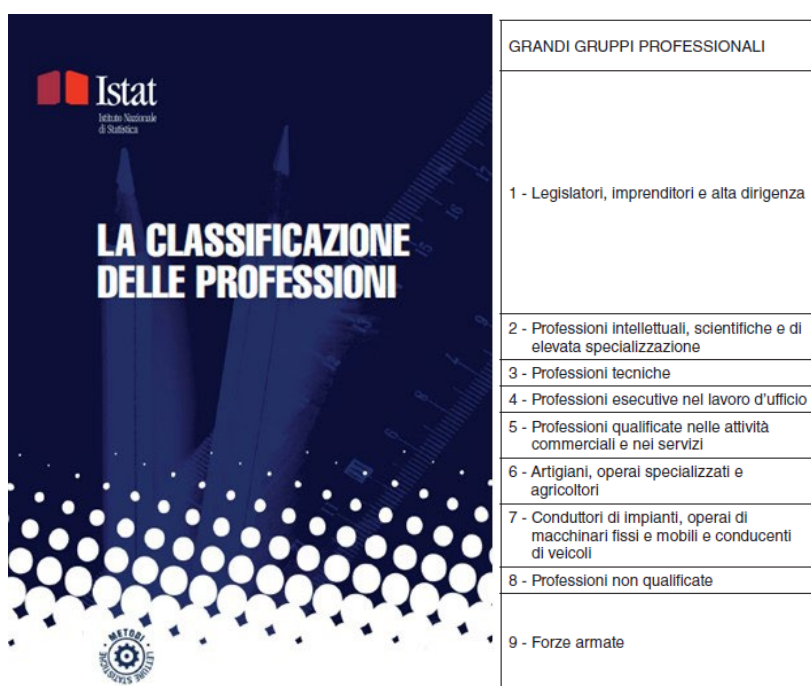 Istat
Istituto Nazionale
di Statistica
LA CLASSIFICAZIONE
DELLE PROFESSIONI
METODI
LETTURE STATISTICHE
GRANDI GRUPPI PROFESSIONALI
1 - Legislatori, imprenditori e alta dirigenza
2 - Professioni intellettuali, scientifiche e di
elevata specializzazione
3 - Professioni tecniche
4 - Professioni esecutive nel lavoro d'ufficio
5 - Professioni qualificate nelle attività
commerciali e nei servizi
6 - Artigiani, operai specializzati e
agricoltori
7 - Conduttori di impianti, operai di
macchinari fissi e mobili e conducenti
di veicoli
8 - Professioni non qualificate
9 - Forze armate